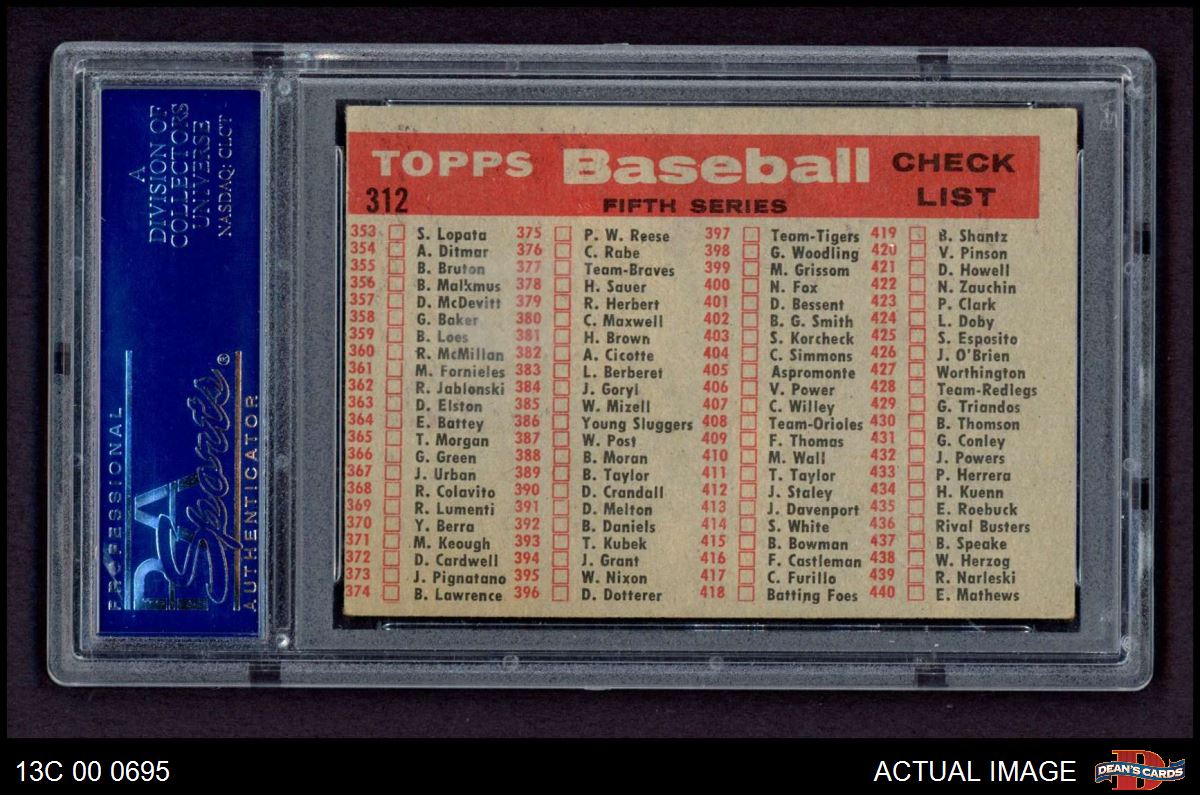 A
DIVISION OF
COLLECTORS
UNIVERSE
NASDAQ: CLCT
PROFESSIONAL
PSA
Sports®
AUTHENTICATOR
TOPPS Baseball CHECK LIST
312
FIFTH SERIES
353 S. Lopata 375 P. W. Reese 397 Team-Tigers 419 B. Shantz
354 A. Ditmar 376 C. Rabe 398 G. Woodling 420 V. Pinson
355 B. Bruton 377 Team-Braves 399 M. Grissom 421 D. Howell
356 B. Malkmus 378 H. Sauer 400 N. Fox 422 N. Zauchin
357 D. McDevitt 379 R. Herbert 401 D. Bessent 423 P. Clark
358 G. Baker 380 C. Maxwell 402 B. G. Smith 424 L. Doby
359 B. Loes 381 H. Brown 403 S. Korcheck 425 S. Esposito
360 R. McMillan 382 A. Cicotte 404 C. Simmons 426 J. O'Brien
361 M. Fornieles 383 L. Berberet 405 Aspromonte 427 Worthington
362 R. Jablonski 384 J. Goryl 406 V. Power 428 Team-Redlegs
363 D. Elston 385 W. Mizell 407 C. Willey 429 G. Triandos
364 E. Battey 386 Young Sluggers 408 Team-Orioles 430 B. Thomson
365 T. Morgan 387 W. Post 409 F. Thomas 431 G. Conley
366 G. Green 388 B. Moran 410 M. Wall 432 J. Powers
367 J. Urban 389 B. Taylor 411 T. Taylor 433 P. Herrera
368 R. Colavito 390 D. Crandall 412 J. Staley 434 H. Kuenn
369 R. Lumenti 391 D. Melton 413 J. Davenport 435 E. Roebuck
370 Y. Berra 392 B. Daniels 414 S. White 436 Rival Busters
371 M. Keough 393 T. Kubek 415 B. Bowman 437 B. Speake
372 D. Cardwell 394 J. Grant 416 F. Castleman 438 W. Herzog
373 J. Pignatano 395 W. Nixon 417 C. Furillo 439 R. Narleski
374 B. Lawrence 396 D. Dotterer 418 Batting Foes 440 E. Mathews
13C 00 0695
ACTUAL IMAGE
D
DEAN'S CARDS